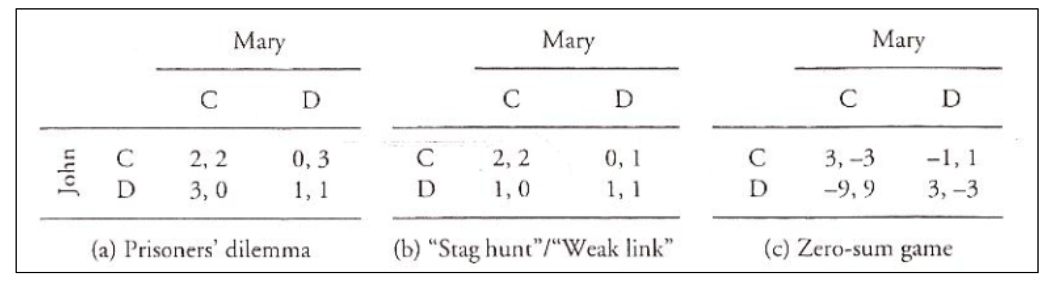 Mary Mary Mary
C D C D C D
John C 2, 2 0, 3 C 2, 2 0, 1 C 3, –3 –1, 1
D 3, 0 1, 1 D 1, 0 1, 1 D –9, 9 3, –3
(a) Prisoners' dilemma (b) "Stag hunt"/"Weak link" (c) Zero-sum game